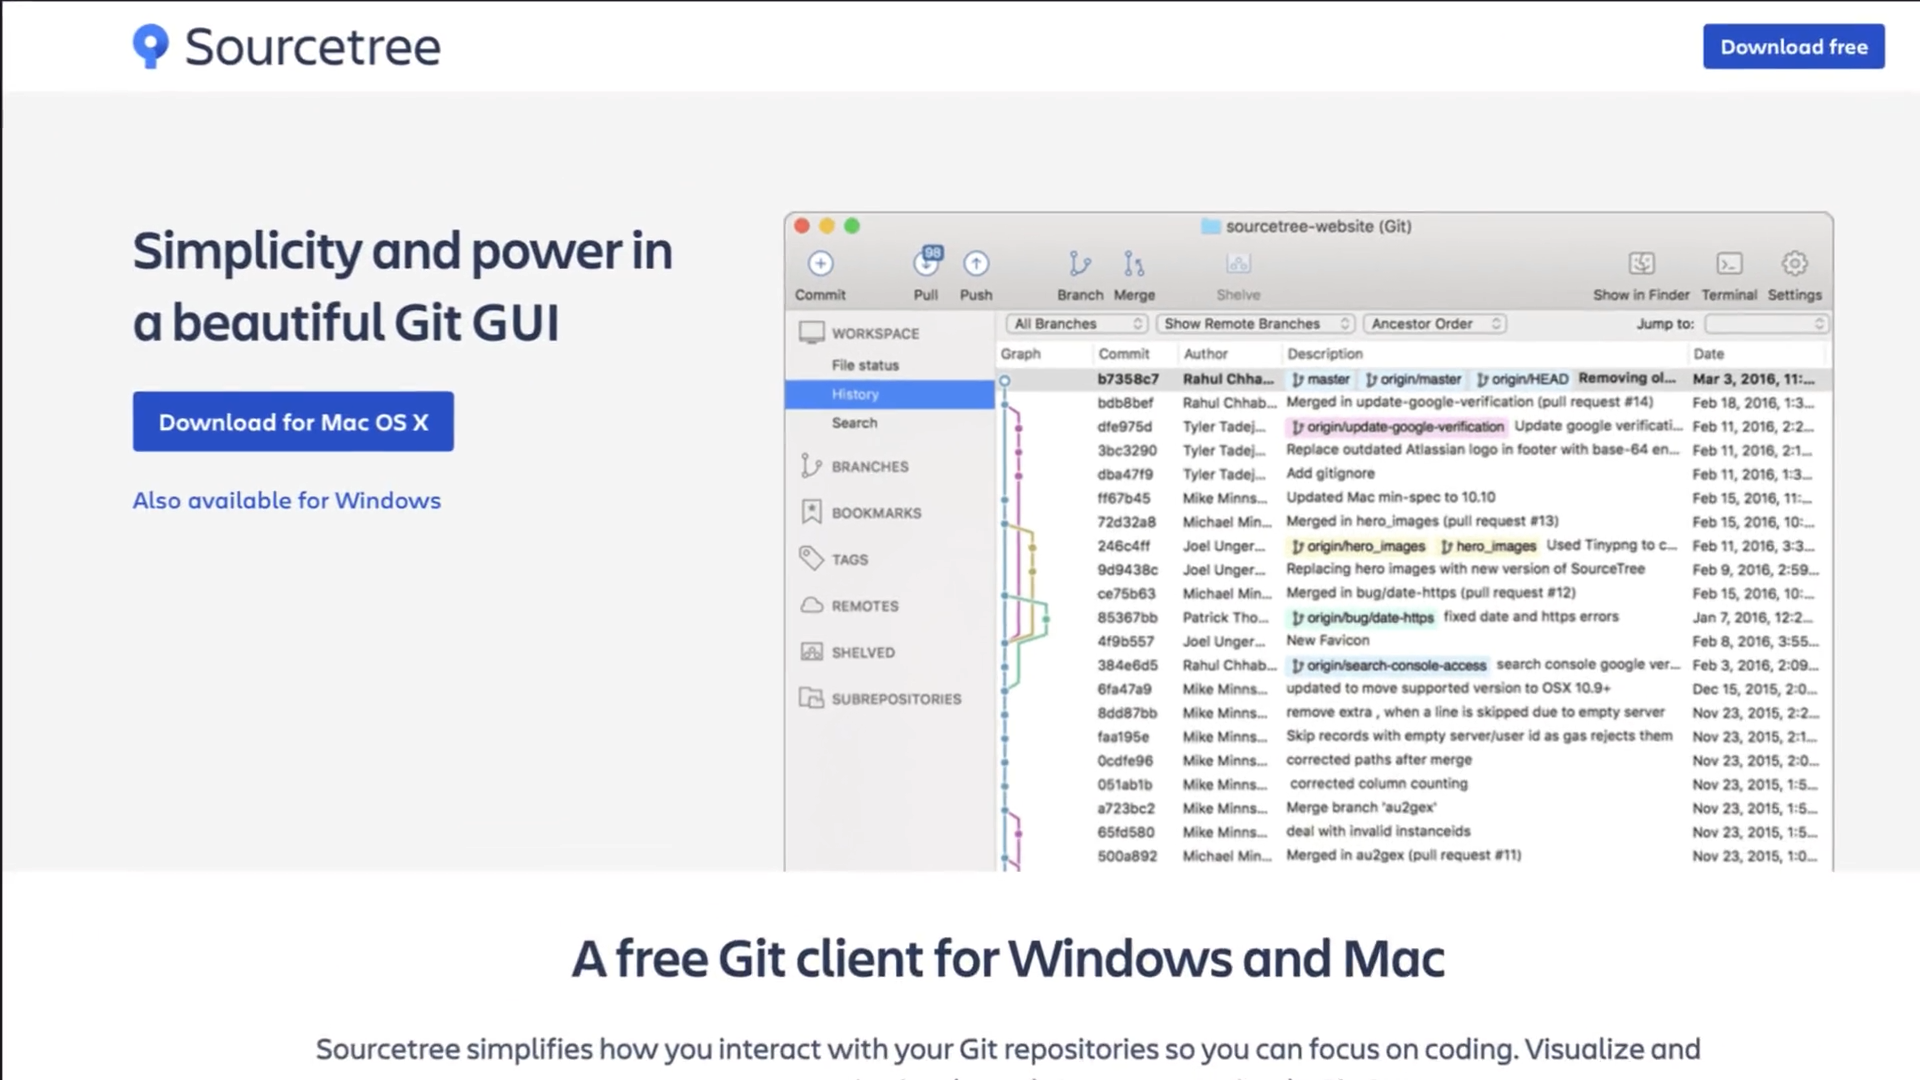 Sourcetree
Download free
Simplicity and power in
a beautiful Git GUI
Download for Mac OS X
Also available for Windows
sourcetree-website (Git)
98
Commit Pull Push Branch Merge Shelve Show in Finder Terminal Settings
WORKSPACE
File status
History
Search
BRANCHES
BOOKMARKS
TAGS
REMOTES
SHELVED
SUBREPOSITORIES
All Branches Show Remote Branches Ancestor Order Jump to:
Graph Commit Author Description Date
b7358c7 Rahul Chha... master origin/master origin/HEAD Removing ol... Mar 3, 2016, 11:...
bdb8bef Rahul Chhab... Merged in update-google-verification (pull request #14) Feb 18, 2016, 1:3...
dfe975d Tyler Tadej... origin/update-google-verification Update google verificati... Feb 11, 2016, 2:2...
3bc3290 Tyler Tadej... Replace outdated Atlassian logo in footer with base-64 en... Feb 11, 2016, 2:1...
dba47f9 Tyler Tadej... Add gitignore Feb 11, 2016, 1:3...
ff67b45 Mike Minns... Updated Mac min-spec to 10.10 Feb 15, 2016, 11:...
72d32a8 Michael Min... Merged in hero_images (pull request #13) Feb 15, 2016, 10:...
246c4ff Joel Unger... origin/hero_images hero_images Used Tinypng to c... Feb 11, 2016, 3:3...
9d9438c Joel Unger... Replacing hero images with new version of SourceTree Feb 9, 2016, 2:59...
ce75b63 Michael Min... Merged in bug/date-https (pull request #12) Feb 15, 2016, 10:...
85367bb Patrick Tho... origin/bug/date-https fixed date and https errors Jan 7, 2016, 12:2...
4f9b557 Joel Unger... New Favicon Feb 8, 2016, 3:55...
384e6d5 Rahul Chhab... origin/search-console-access search console google ver... Feb 3, 2016, 2:09...
6fa47a9 Mike Minns... updated to move supported version to OSX 10.9+ Dec 15, 2015, 2:0...
8dd87bb Mike Minns... remove extra , when a line is skipped due to empty server Nov 23, 2015, 2:2...
faa195e Mike Minns... Skip records with empty server/user id as gas rejects them Nov 23, 2015, 2:1...
0cdfe96 Mike Minns... corrected paths after merge Nov 23, 2015, 2:0...
051ab1b Mike Minns... corrected column counting Nov 23, 2015, 1:5...
a723bc2 Mike Minns... Merge branch 'au2gex' Nov 23, 2015, 1:5...
65fd580 Mike Minns... deal with invalid instanceids Nov 23, 2015, 1:5...
500a892 Michael Min... Merged in au2gex (pull request #11) Nov 23, 2015, 1:0...
A free Git client for Windows and Mac
Sourcetree simplifies how you interact with your Git repositories so you can focus on coding. Visualize and